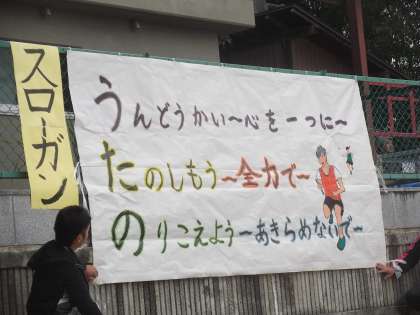 スローガン
うんどうかい～心を一つに～
たのしもう～全力で～
のりこえよう～あきらめないで～